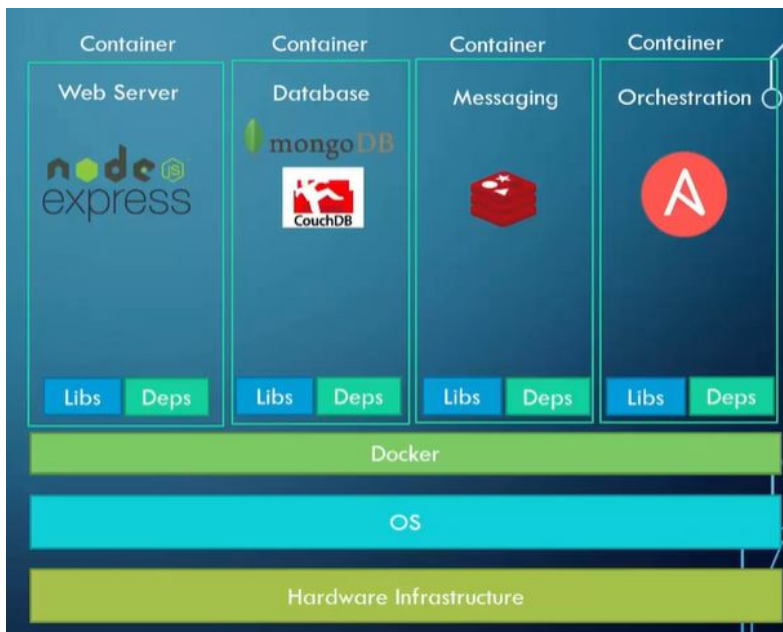 Container
Container
Container
Container
Web Server
node JS
express
Database
mongoDB
CouchDB
Messaging
Orchestration
A
Libs
Deps
Libs
Deps
Libs
Deps
Libs
Deps
Docker
OS
Hardware Infrastructure